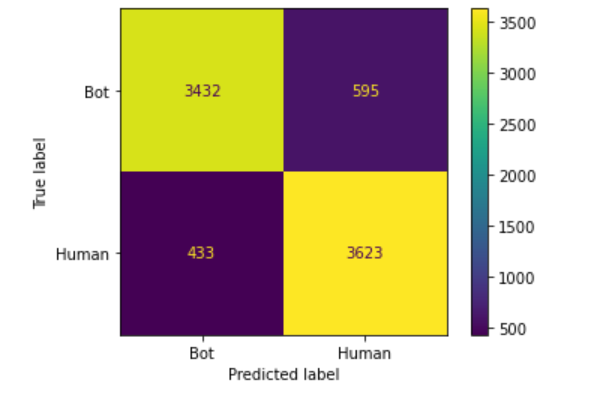 Bot
3432
595
Human
433
3623
Bot
Human
Predicted label
True label
3500
3000
2500
2000
1500
1000
500